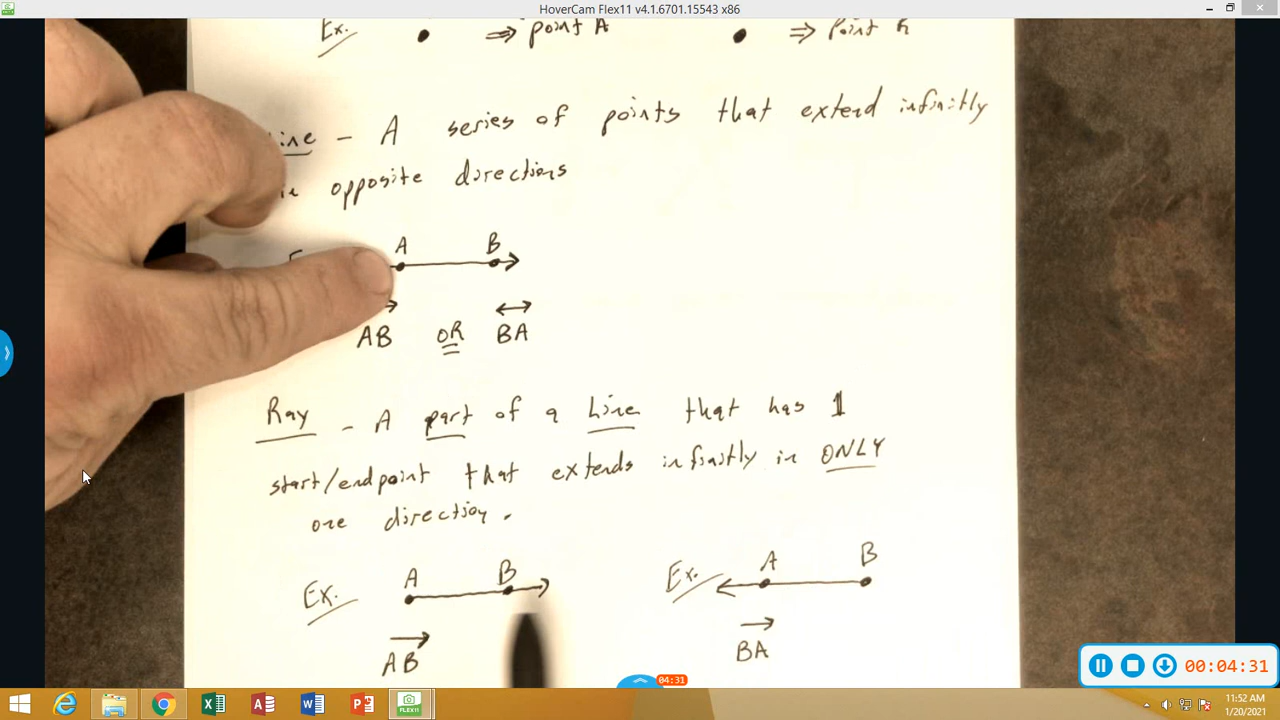 HoverCam Flex11 v4.1.6701.15543 x86
Ex. ⇒ point A ⇒ point
ine - A series of points that extend infinitly
opposite directions
A B
AB OR BA
Ray - A part of a Line that has 1
start/endpoint that extends infinitly in ONLY
one direction.
Ex. A B Ex. A B
AB BA
00:04:31
04:31
FLEX11
11:52 AM
1/20/2021